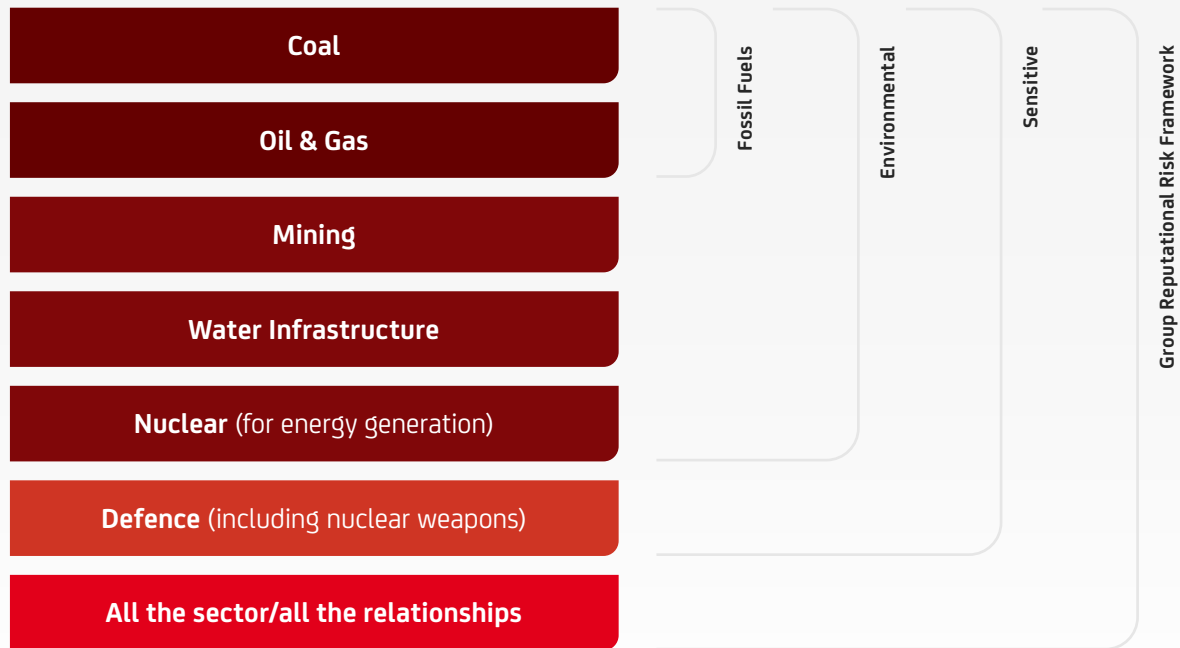 Coal
Oil & Gas
Mining
Water Infrastructure
Nuclear (for energy generation)
Defence (including nuclear weapons)
All the sector/all the relationships
Fossil Fuels
Environmental
Sensitive
Group Reputational Risk Framework